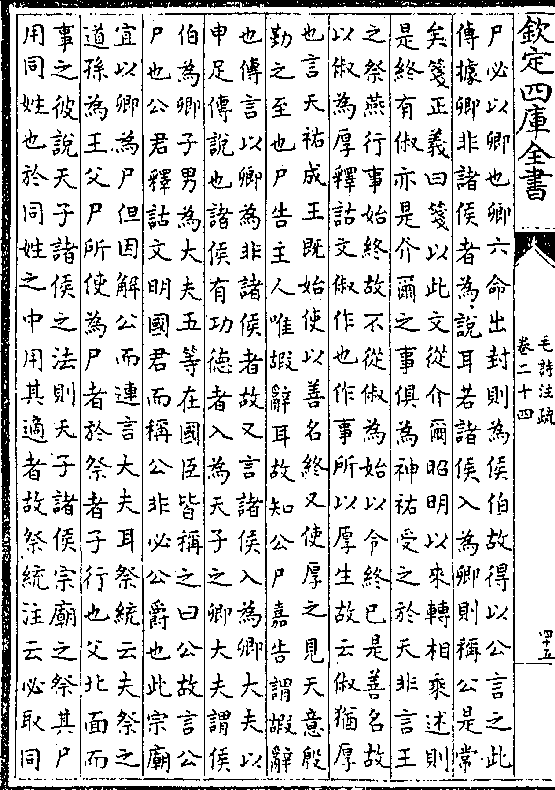 欽定四庫全書
毛詩注疏
卷二十四
四十五
尸必以卿也卿六命出封則為侯伯故得以公言之此
傳據卿非諸侯者為說耳若諸侯入為卿則稱公是常
矣箋正義曰箋以此文從介爾昭明以來轉相乘述則
是終有俶亦是介爾之事俱為神祐受之於天非言王
之祭燕行事始終故不從俶為始以令終已是善名故
以俶為厚釋詁文俶作也作事所以厚生故云俶猶厚
也言天祐成王既始使以善名終又使厚之見天意殷
勤之至也尸告主人唯嘏辭耳故知公尸嘉告謂嘏辭
也傳言以卿為非諸侯者故又言諸侯入為卿大夫以
申足傳說也諸侯有功德者入為天子之卿大夫謂侯
伯為卿子男為大夫五等在國臣皆稱之曰公故言公
尸也公君釋詁文明國君而稱公非必公爵也此宗廟
宜以卿為尸但因解公而連言大夫耳祭統云夫祭之
道孫為王父尸所使為尸者於祭者子行也父北面而
事之彼說天子諸侯之法則天子諸侯宗廟之祭其尸
用同姓也於同姓之中用其適者故祭統注云必取同